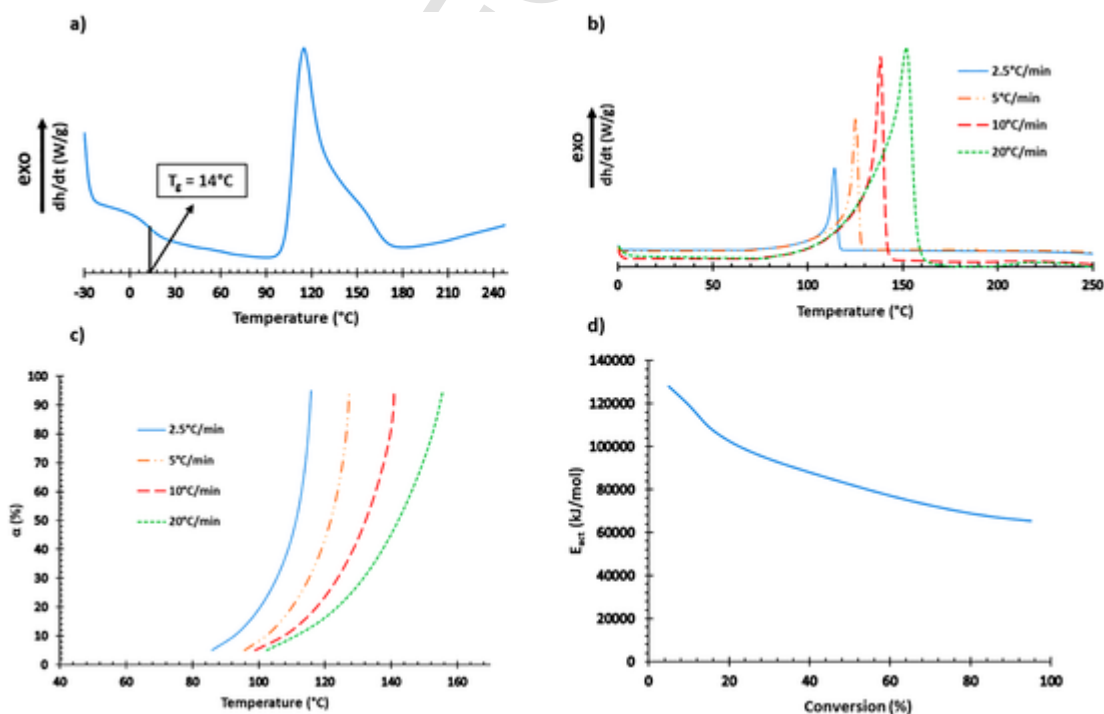 a)
exo
dh/dt (W/g)
Tg = 14°C
-30 0 30 60 90 120 150 180 210 240
Temperature (°C)
b)
exo
dh/dt (W/g)
2.5°C/min
5°C/min
10°C/min
20°C/min
0 50 100 150 200 250
Temperature (°C)
c)
α (%)
100
90
80
70
60
50
40
30
20
10
0
2.5°C/min
5°C/min
10°C/min
20°C/min
40 60 80 100 120 140 160
Temperature (°C)
d)
Eact (kJ/mol)
140000
120000
100000
80000
60000
40000
20000
0
0 20 40 60 80 100
Conversion (%)